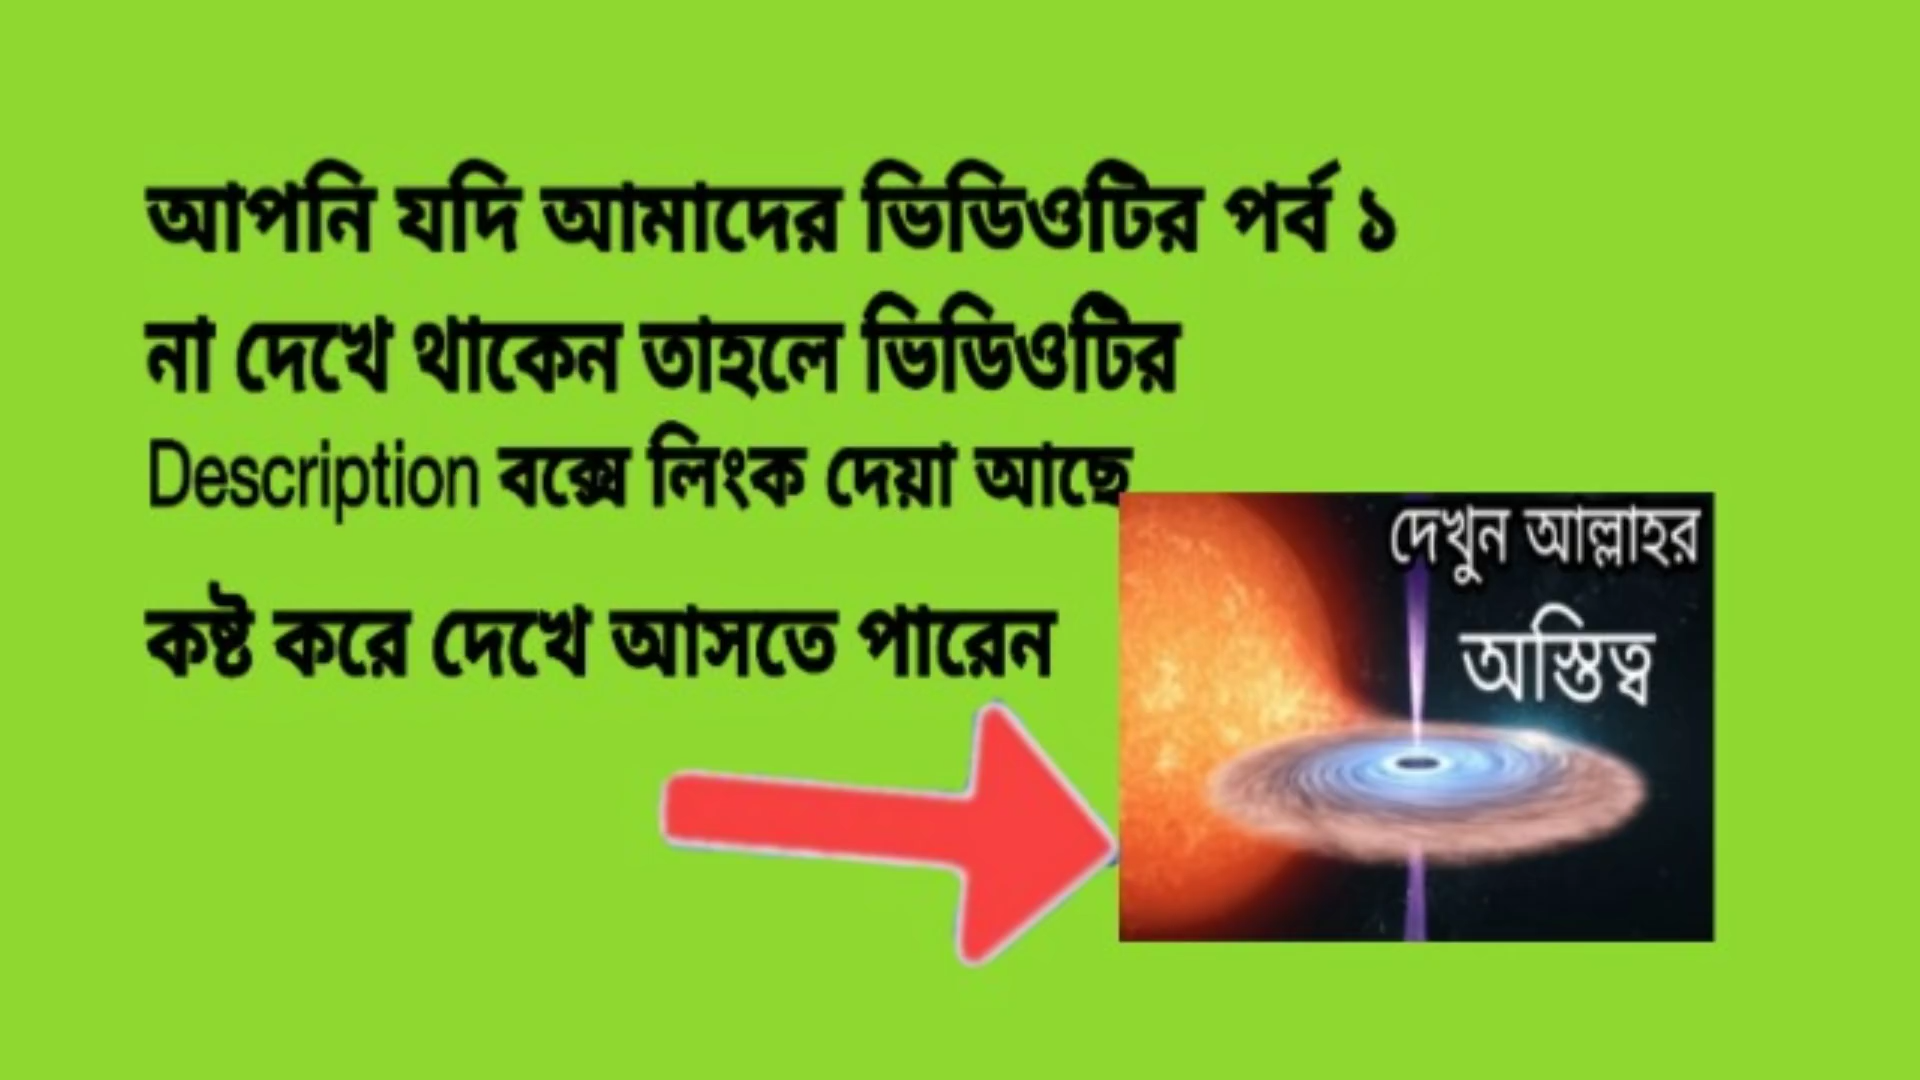 আপনি যদি আমাদের ভিডিওটির পর্ব ১
না দেখে থাকেন তাহলে ভিডিওটির
Description বক্সে লিংক দেয়া আছে
কষ্ট করে দেখে আসতে পারেন
দেখুন আল্লাহর
অস্তিত্ব